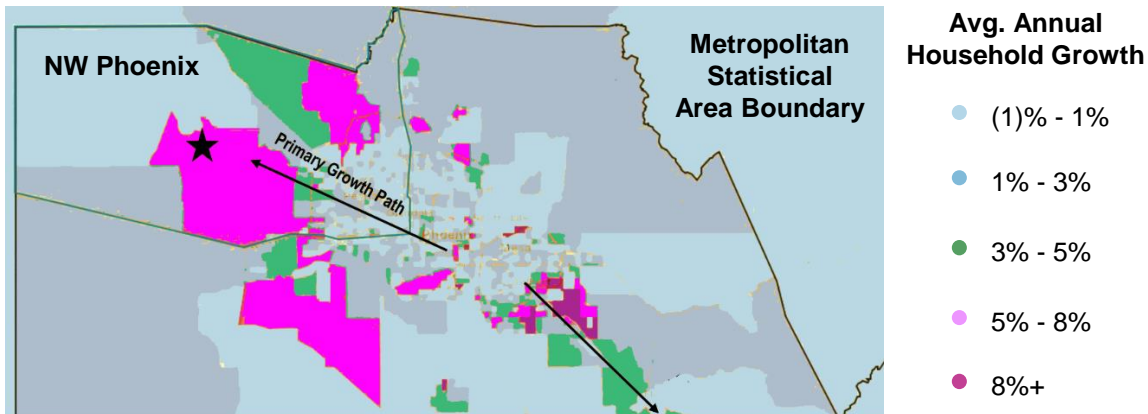 NW Phoenix
Metropolitan
Statistical
Area Boundary
Primary Growth Path
Avg. Annual
Household Growth
(1)% - 1%
1% - 3%
3% - 5%
5% - 8%
8%+